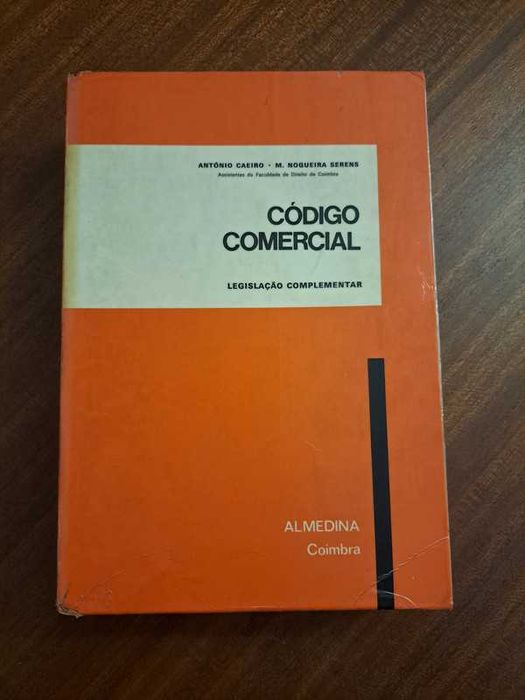 ANTÓNIO CAEIRO • M. NOGUEIRA SERENS
Assistentes da Faculdade de Direito de Coimbra
CÓDIGO
COMERCIAL
LEGISLAÇÃO COMPLEMENTAR
ALMEDINA
Coimbra